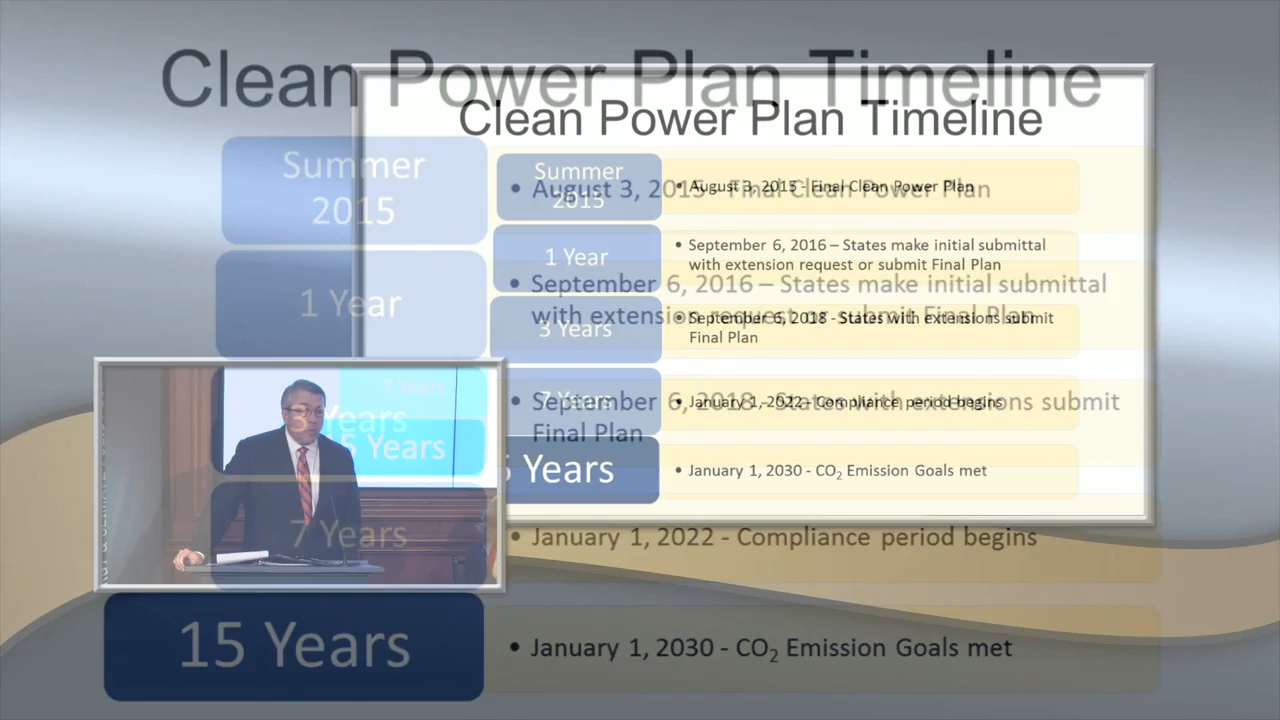 Clean Power Plan Timeline
Summer
2015
• August 3, 2015 - Final Clean Power Plan
1 Year
• September 6, 2016 – States make initial submittal
with extension request or submit Final Plan
3 Years
• September 6, 2018 - States with extensions submit
Final Plan
7 Years
• January 1, 2022 - Compliance period begins
15 Years
• January 1, 2030 - CO₂ Emission Goals met
Clean Power Plan Timeline
Summer
2015
• August 3, 2015 - Final Clean Power Plan
1 Year
• September 6, 2016 – States make initial submittal
with extension request or submit Final Plan
3 Years
• September 6, 2018 - States with extensions submit
Final Plan
7 Years
• January 1, 2022 - Compliance period begins
Years
• January 1, 2030 - CO₂ Emission Goals met
7 Years
5 Years